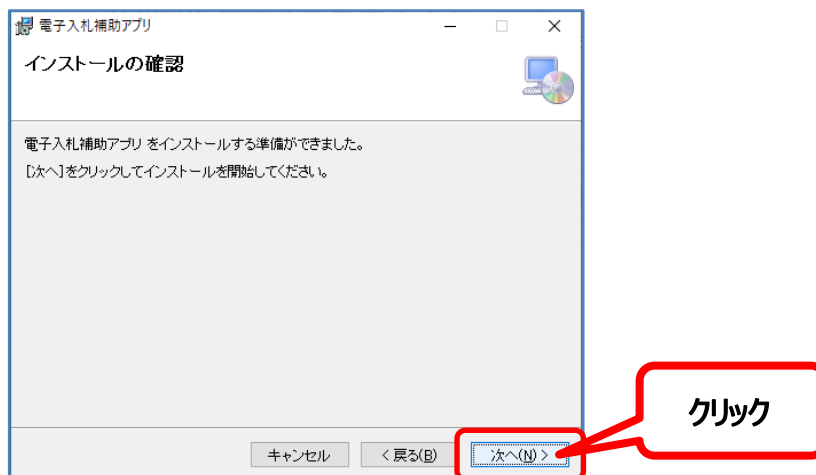 電子入札補助アプリ
インストールの確認
電子入札補助アプリ をインストールする準備ができました。
[次へ]をクリックしてインストールを開始してください。
クリック
キャンセル
< 戻る(B)
次へ(N) >